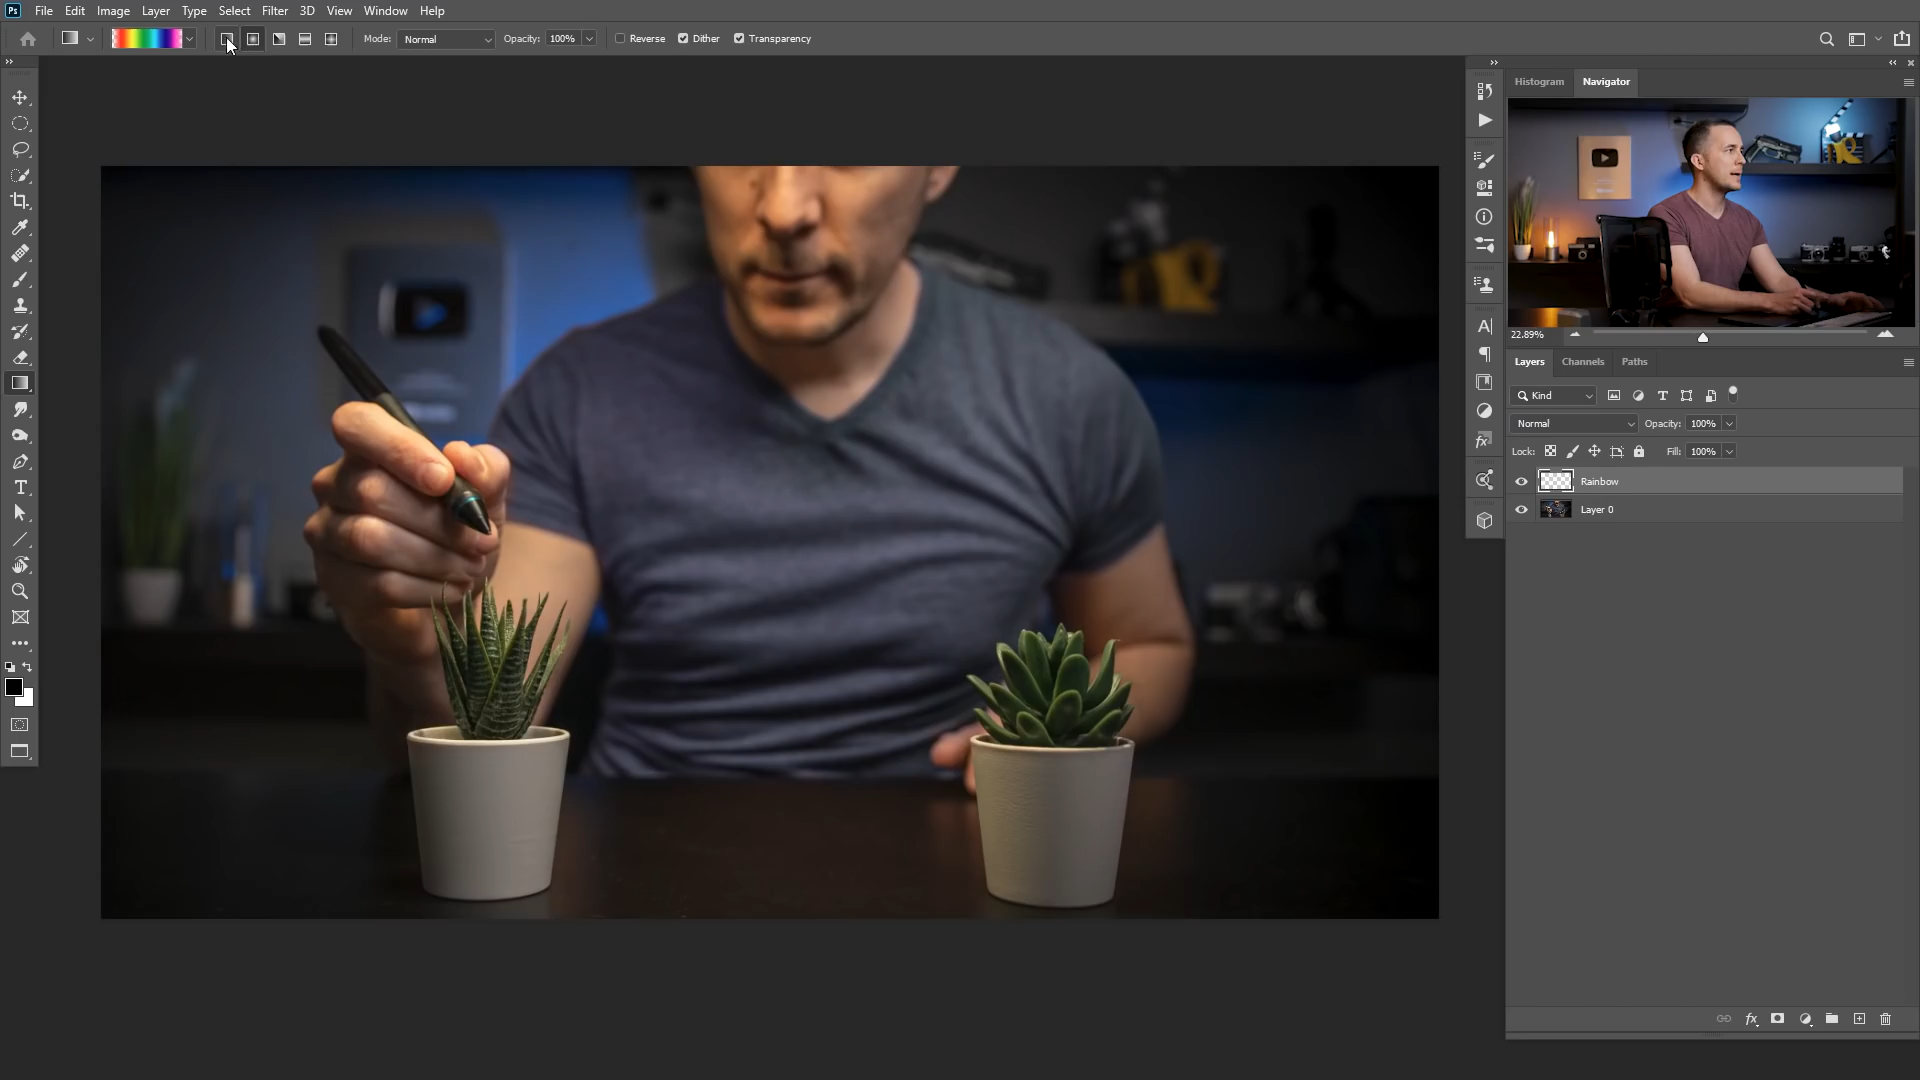 Ps File Edit Image Layer Type Select Filter 3D View Window Help
Mode: Normal Opacity: 100% Reverse Dither Transparency
Histogram Navigator
22.89%
Layers Channels Paths
Kind
Normal Opacity: 100%
Lock: Fill: 100%
Rainbow
Layer 0